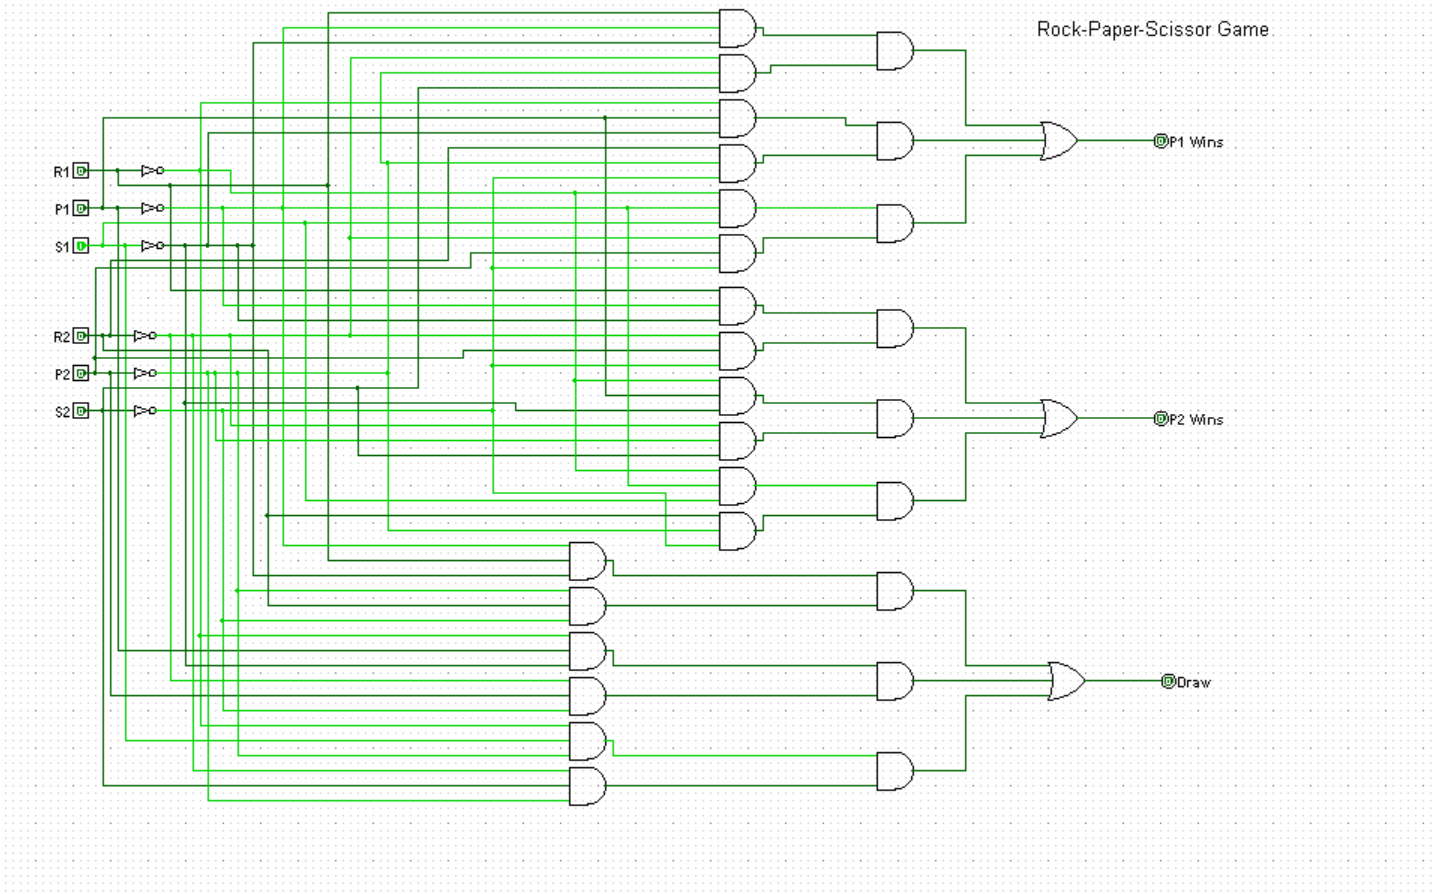 Rock-Paper-Scissor Game
P1 Wins
R1
P1
S1
R2
P2
S2
P2 Wins
Draw